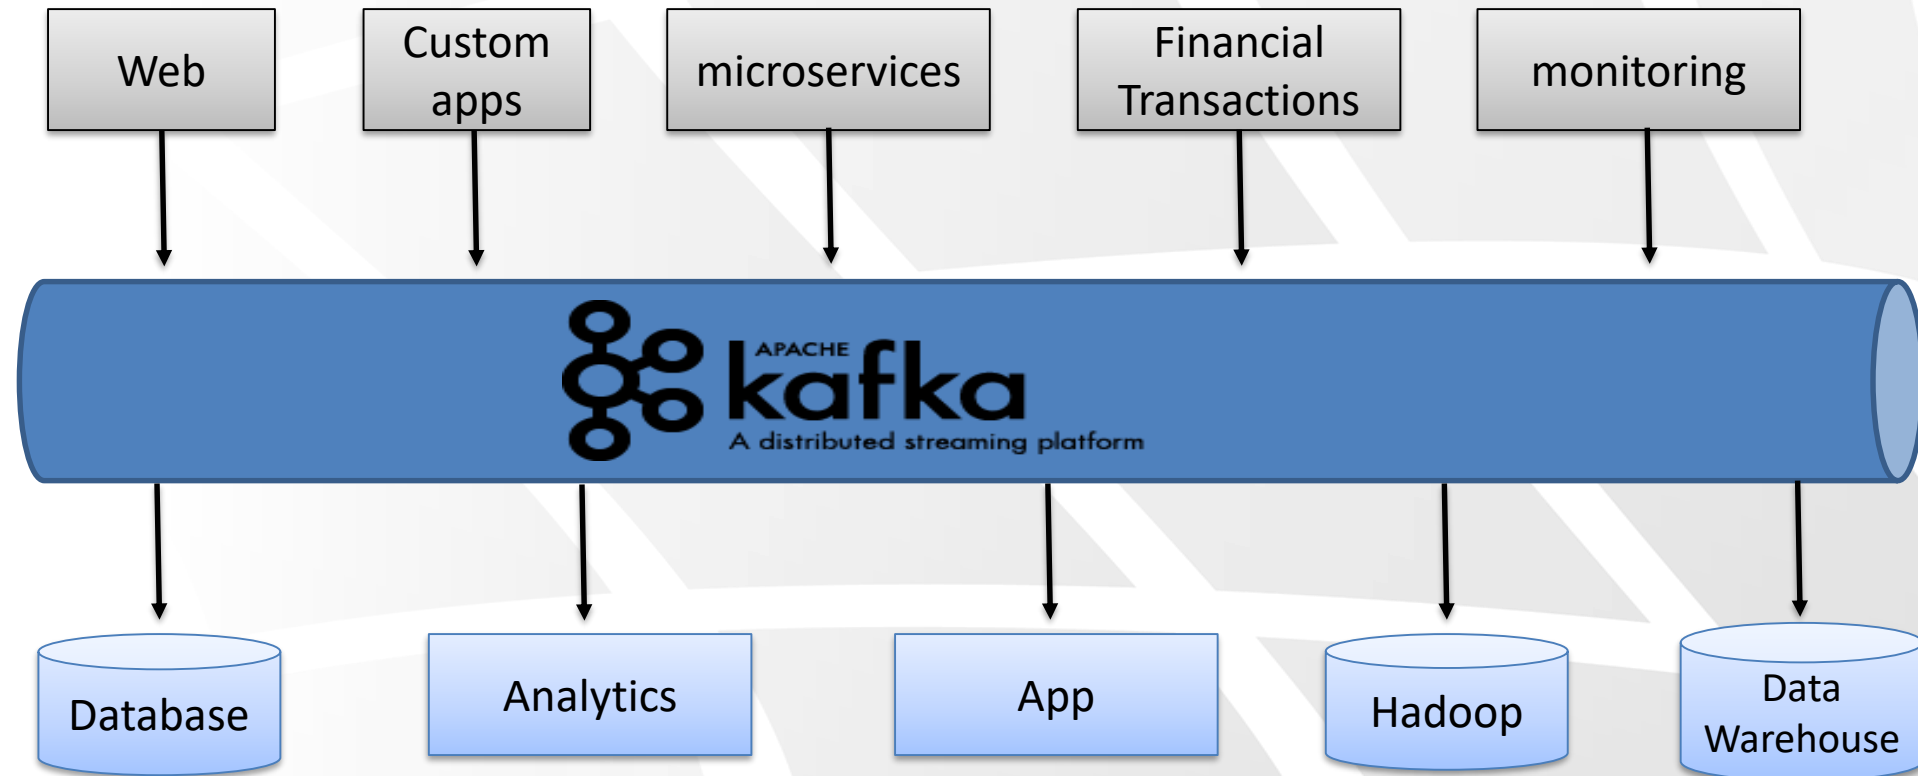 Web
Custom
apps
microservices
Financial
Transactions
monitoring
APACHE
kafka
A distributed streaming platform
Database
Analytics
App
Hadoop
Data
Warehouse